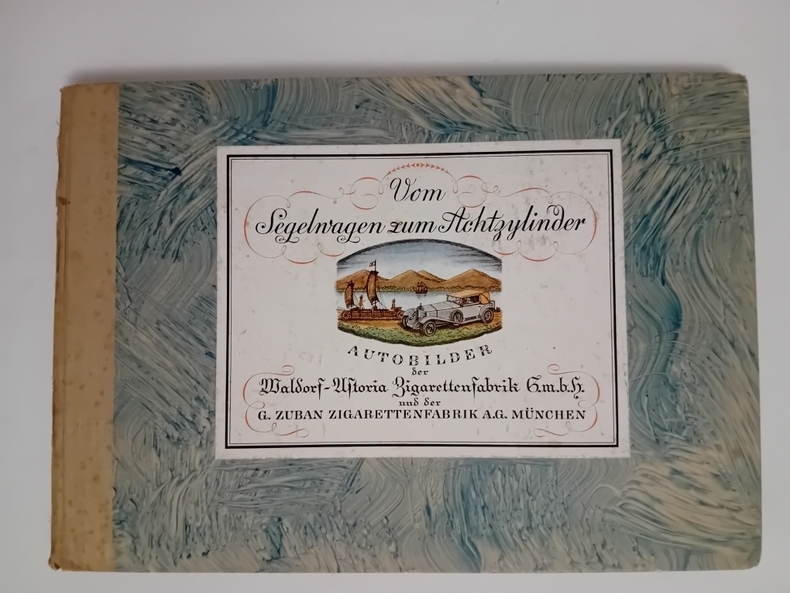 Vom
Segelwagen zum Achtzylinder
AUTOBILDER
der
Waldorf-Astoria Zigarettenfabrik G.m.b.H.
und der
G. ZUBAN ZIGARETTENFABRIK A.G. MÜNCHEN